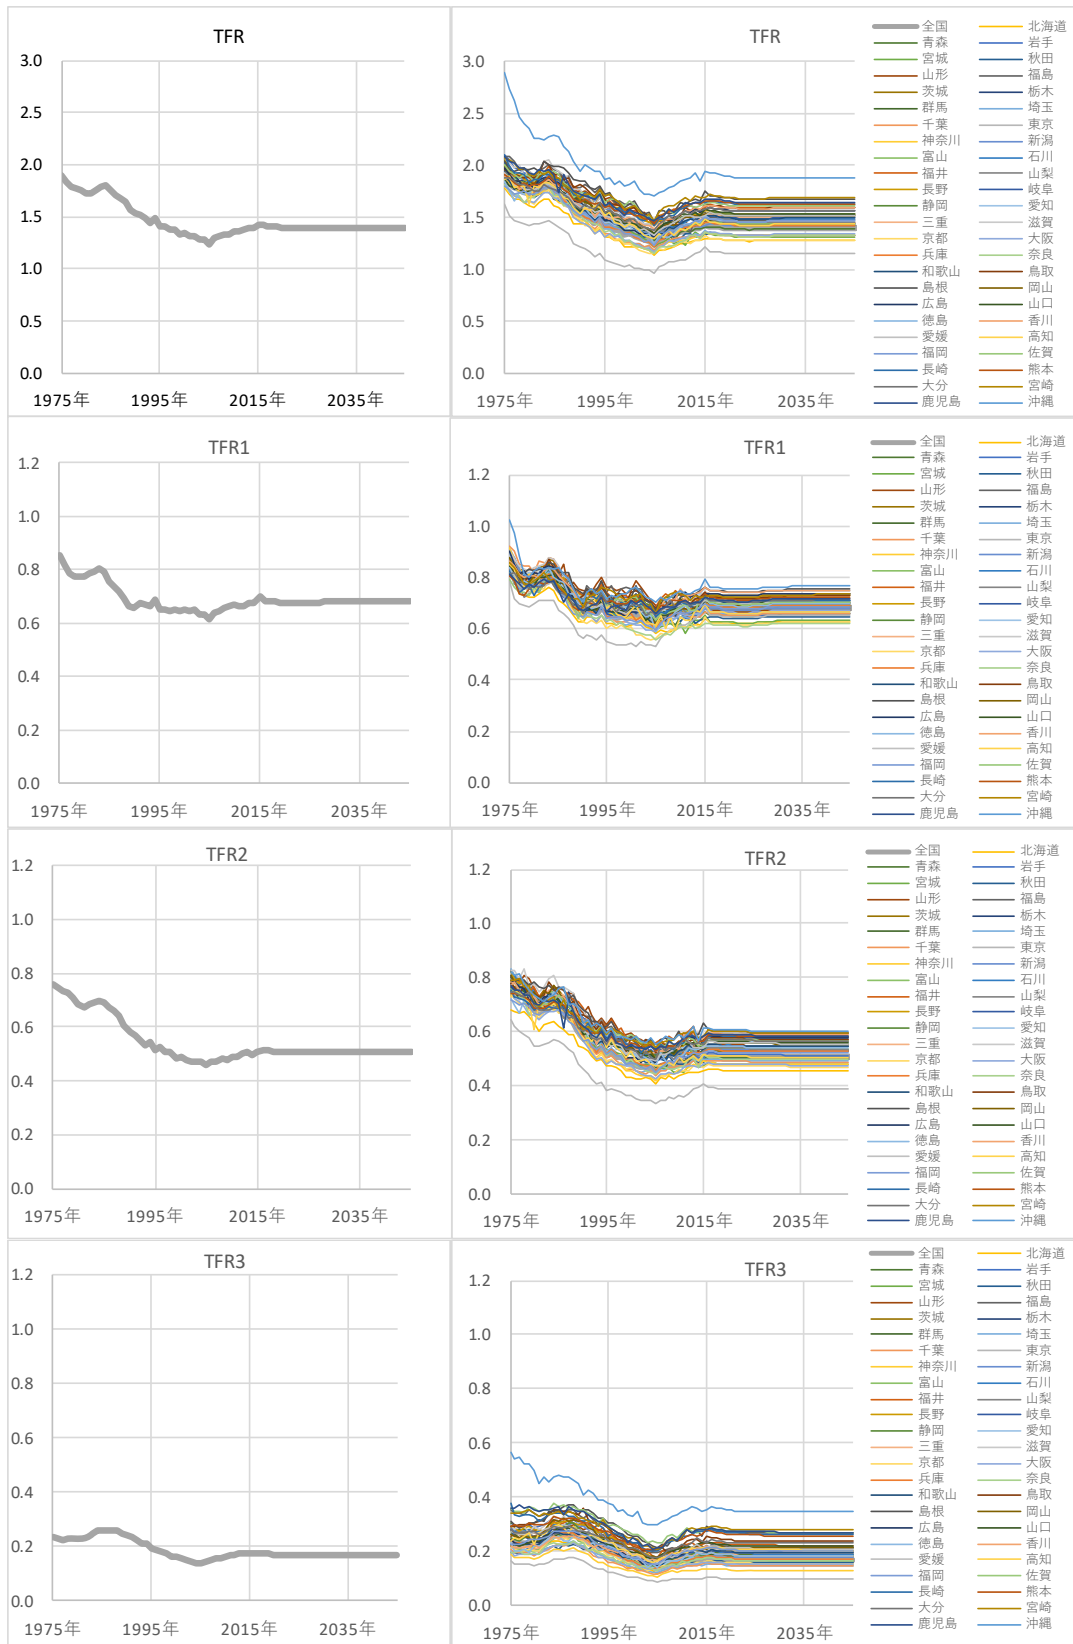 TFR
3.0
2.5
2.0
1.5
1.0
0.5
0.0
1975年 1995年 2015年 2035年
TFR
3.0
2.5
2.0
1.5
1.0
0.5
0.0
1975年 1995年 2015年 2035年
全国 北海道
青森 岩手
宮城 秋田
山形 福島
茨城 栃木
群馬 埼玉
千葉 東京
神奈川 新潟
富山 石川
福井 山梨
長野 岐阜
静岡 愛知
三重 滋賀
京都 大阪
兵庫 奈良
和歌山 鳥取
島根 岡山
広島 山口
徳島 香川
愛媛 高知
福岡 佐賀
長崎 熊本
大分 宮崎
鹿児島 沖縄
TFR1
1.2
1.0
0.8
0.6
0.4
0.2
0.0
1975年 1995年 2015年 2035年
TFR1
1.2
1.0
0.8
0.6
0.4
0.2
0.0
1975年 1995年 2015年 2035年
全国 北海道
青森 岩手
宮城 秋田
山形 福島
茨城 栃木
群馬 埼玉
千葉 東京
神奈川 新潟
富山 石川
福井 山梨
長野 岐阜
静岡 愛知
三重 滋賀
京都 大阪
兵庫 奈良
和歌山 鳥取
島根 岡山
広島 山口
徳島 香川
愛媛 高知
福岡 佐賀
長崎 熊本
大分 宮崎
鹿児島 沖縄
TFR2
1.2
1.0
0.8
0.6
0.4
0.2
0.0
1975年 1995年 2015年 2035年
TFR2
1.2
1.0
0.8
0.6
0.4
0.2
0.0
1975年 1995年 2015年 2035年
全国 北海道
青森 岩手
宮城 秋田
山形 福島
茨城 栃木
群馬 埼玉
千葉 東京
神奈川 新潟
富山 石川
福井 山梨
長野 岐阜
静岡 愛知
三重 滋賀
京都 大阪
兵庫 奈良
和歌山 鳥取
島根 岡山
広島 山口
徳島 香川
愛媛 高知
福岡 佐賀
長崎 熊本
大分 宮崎
鹿児島 沖縄
TFR3
1.2
1.0
0.8
0.6
0.4
0.2
0.0
1975年 1995年 2015年 2035年
TFR3
1.2
1.0
0.8
0.6
0.4
0.2
0.0
1975年 1995年 2015年 2035年
全国 北海道
青森 岩手
宮城 秋田
山形 福島
茨城 栃木
群馬 埼玉
千葉 東京
神奈川 新潟
富山 石川
福井 山梨
長野 岐阜
静岡 愛知
三重 滋賀
京都 大阪
兵庫 奈良
和歌山 鳥取
島根 岡山
広島 山口
徳島 香川
愛媛 高知
福岡 佐賀
長崎 熊本
大分 宮崎
鹿児島 沖縄